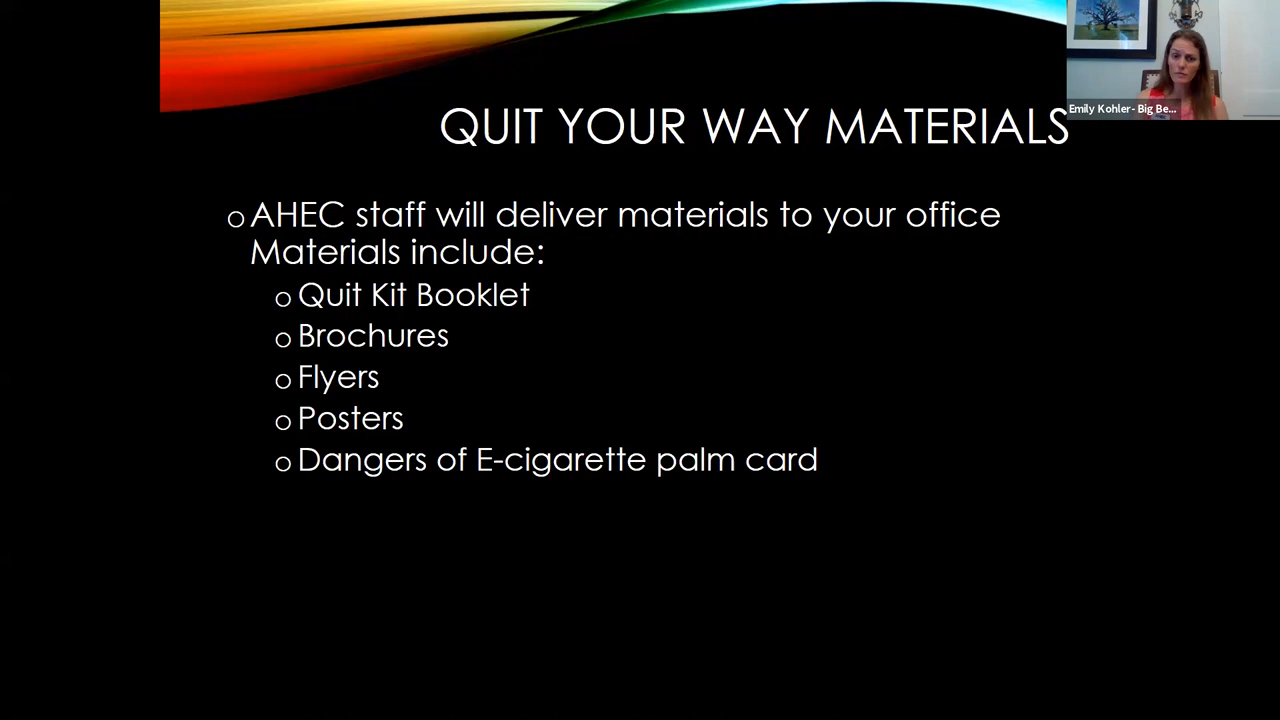 Emily Kohler- Big Be...
QUIT YOUR WAY MATERIALS
o AHEC staff will deliver materials to your office
Materials include:
o Quit Kit Booklet
o Brochures
o Flyers
o Posters
o Dangers of E-cigarette palm card